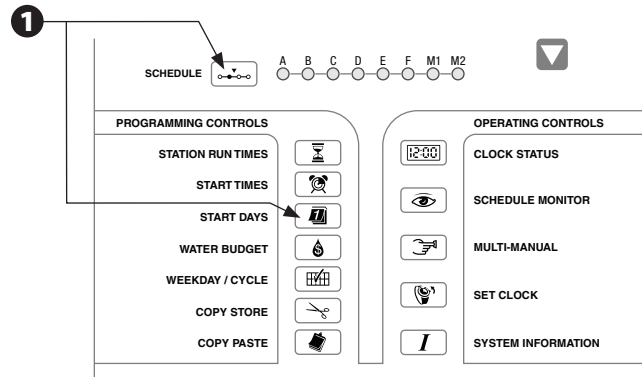 1
A B C D E F M1 M2
SCHEDULE
PROGRAMMING CONTROLS
STATION RUN TIMES
START TIMES
START DAYS
1
WATER BUDGET
$
WEEKDAY / CYCLE
COPY STORE
COPY PASTE
OPERATING CONTROLS
12:00 CLOCK STATUS
SCHEDULE MONITOR
MULTI-MANUAL
SET CLOCK
I SYSTEM INFORMATION